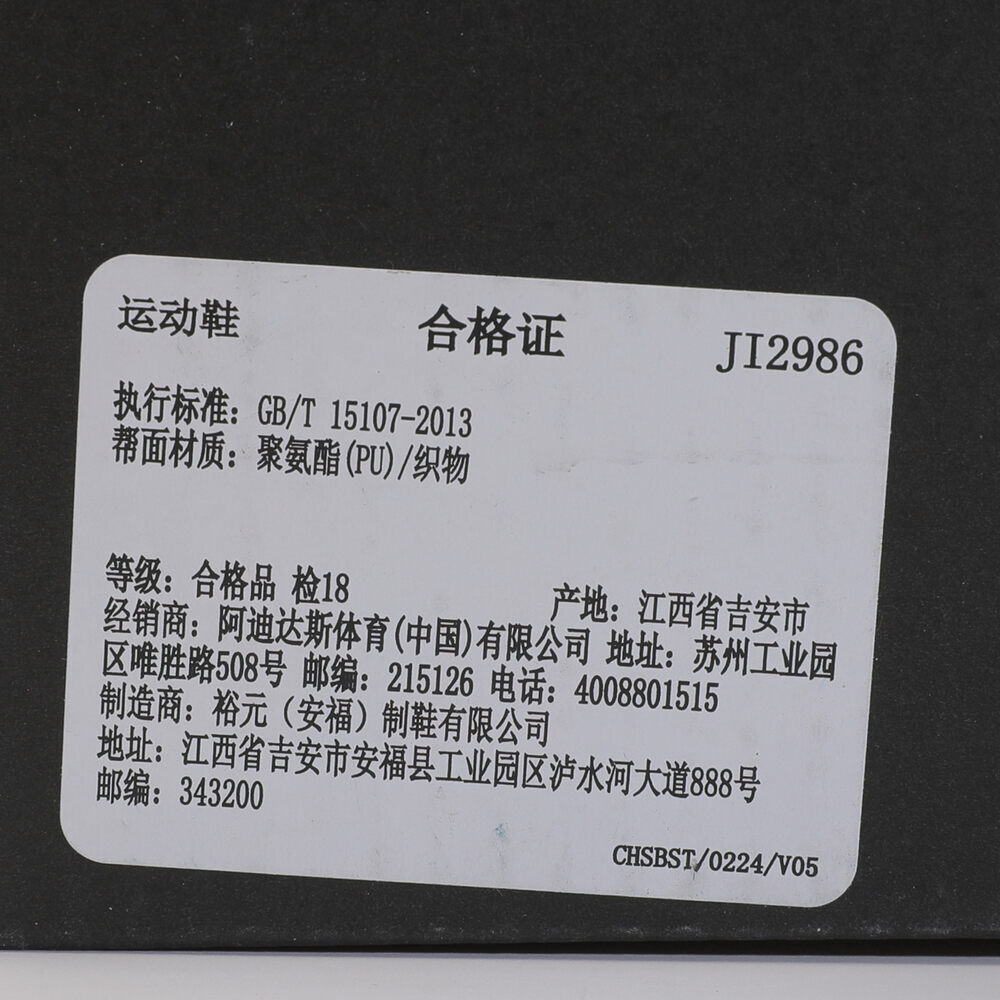 运动鞋 合格证 JI2986
执行标准: GB/T 15107-2013
帮面材质: 聚氨酯(PU)/织物
等级: 合格品 检18 产地: 江西省吉安市
经销商: 阿迪达斯体育(中国)有限公司 地址: 苏州工业园
区唯胜路508号 邮编: 215126 电话: 4008801515
制造商: 裕元（安福）制鞋有限公司
地址: 江西省吉安市安福县工业园区泸水河大道888号
邮编: 343200
CHSBST/0224/V05